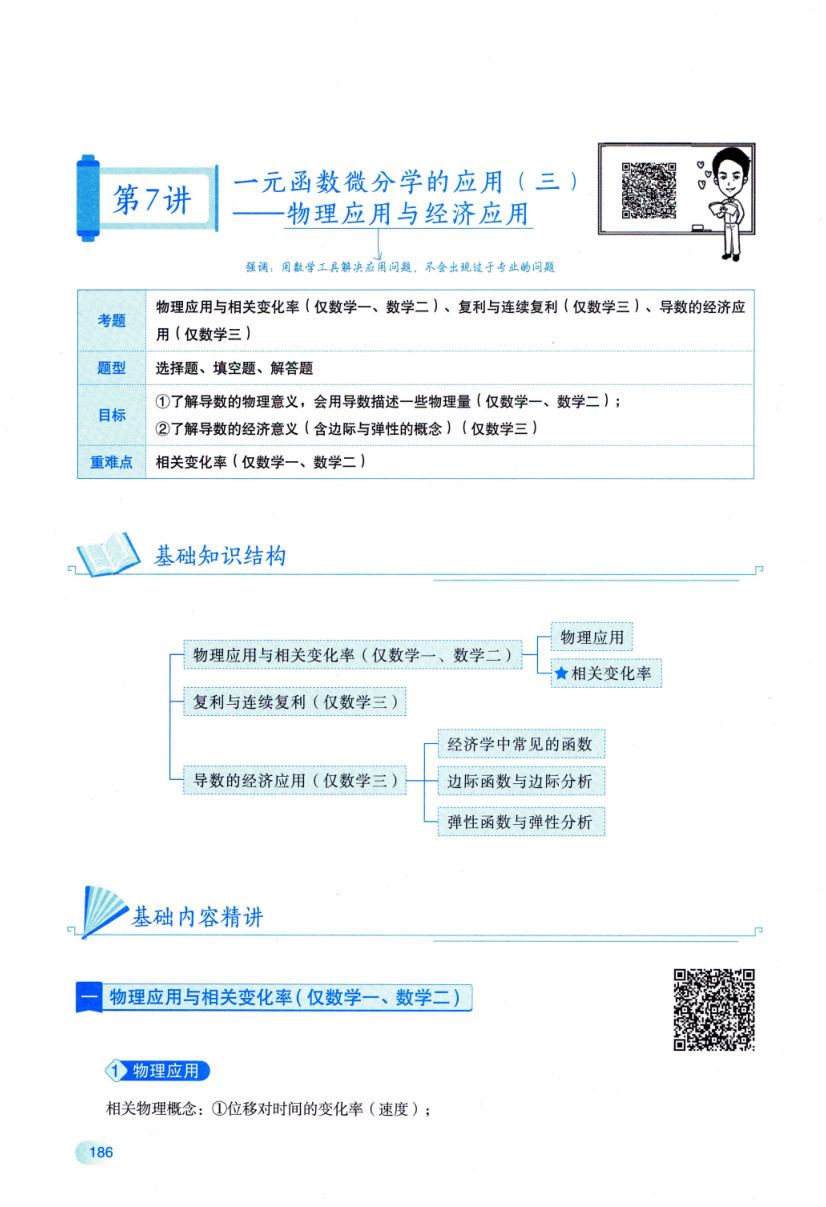 第7讲
一元函数微分学的应用（三）
——物理应用与经济应用
强调：用数学工具解决应用问题，不会出现过于专业的问题
考题
物理应用与相关变化率（仅数学一、数学二）、复利与连续复利（仅数学三）、导数的经济应
用（仅数学三）
题型
选择题、填空题、解答题
目标
①了解导数的物理意义，会用导数描述一些物理量（仅数学一、数学二）；
②了解导数的经济意义（含边际与弹性的概念）（仅数学三）
重难点
相关变化率（仅数学一、数学二）
基础知识结构
物理应用与相关变化率（仅数学一、数学二）
物理应用
★相关变化率
复利与连续复利（仅数学三）
导数的经济应用（仅数学三）
经济学中常见的函数
边际函数与边际分析
弹性函数与弹性分析
基础内容精讲
一 物理应用与相关变化率（仅数学一、数学二）
1 物理应用
相关物理概念：①位移对时间的变化率（速度）；
186